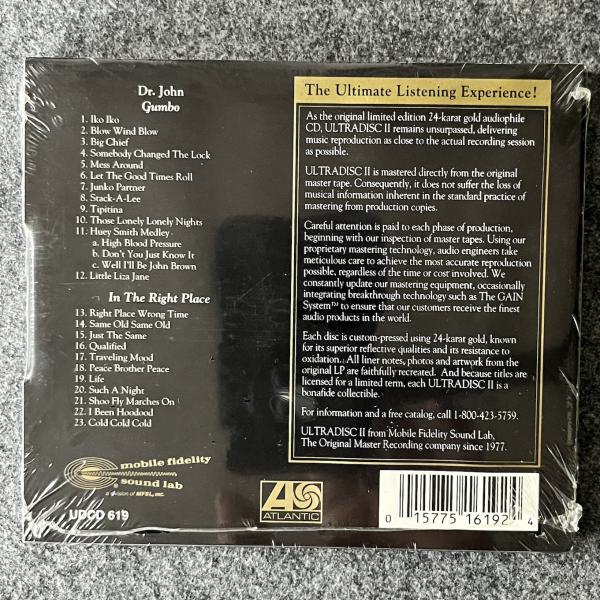 Dr. John
Gumbo
1. Iko Iko
2. Blow Wind Blow
3. Big Chief
4. Somebody Changed The Lock
5. Mess Around
6. Let The Good Times Roll
7. Junko Partner
8. Stack-A-Lee
9. Tipitina
10. Those Lonely Lonely Nights
11. Huey Smith Medley
a. High Blood Pressure
b. Don't You Just Know It
c. Well I'll Be John Brown
12. Little Liza Jane
In The Right Place
13. Right Place Wrong Time
14. Same Old Same Old
15. Just The Same
16. Qualified
17. Traveling Mood
18. Peace Brother Peace
19. Life
20. Such A Night
21. Shoo Fly Marches On
22. I Been Hoodood
23. Cold Cold Cold
mobile fidelity
sound lab
a division of MFSL, INC.
UDCD 619
The Ultimate Listening Experience!
As the original limited edition 24-karat gold audiophile
CD, ULTRADISC II remains unsurpassed, delivering
music reproduction as close to the actual recording session
as possible.
ULTRADISC II is mastered directly from the original
master tape. Consequently, it does not suffer the loss of
musical information inherent in the standard practice of
mastering from production copies.
Careful attention is paid to each phase of production,
beginning with our inspection of master tapes. Using our
proprietary mastering technology, audio engineers take
meticulous care to achieve the most accurate reproduction
possible, regardless of the time or cost involved. We
constantly update our mastering equipment, occasionally
integrating breakthrough technology such as The GAIN
System™ to ensure that our customers receive the finest
audio products in the world.
Each disc is custom-pressed using 24-karat gold, known
for its superior reflective qualities and its resistance to
oxidation. All liner notes, photos and artwork from the
original LP are faithfully recreated. And because titles are
licensed for a limited term, each ULTRADISC II is a
bonafide collectible.
For information and a free catalog, call 1-800-423-5759.
ULTRADISC II from Mobile Fidelity Sound Lab,
The Original Master Recording company since 1977.
ATLANTIC
0 15775 16192 4